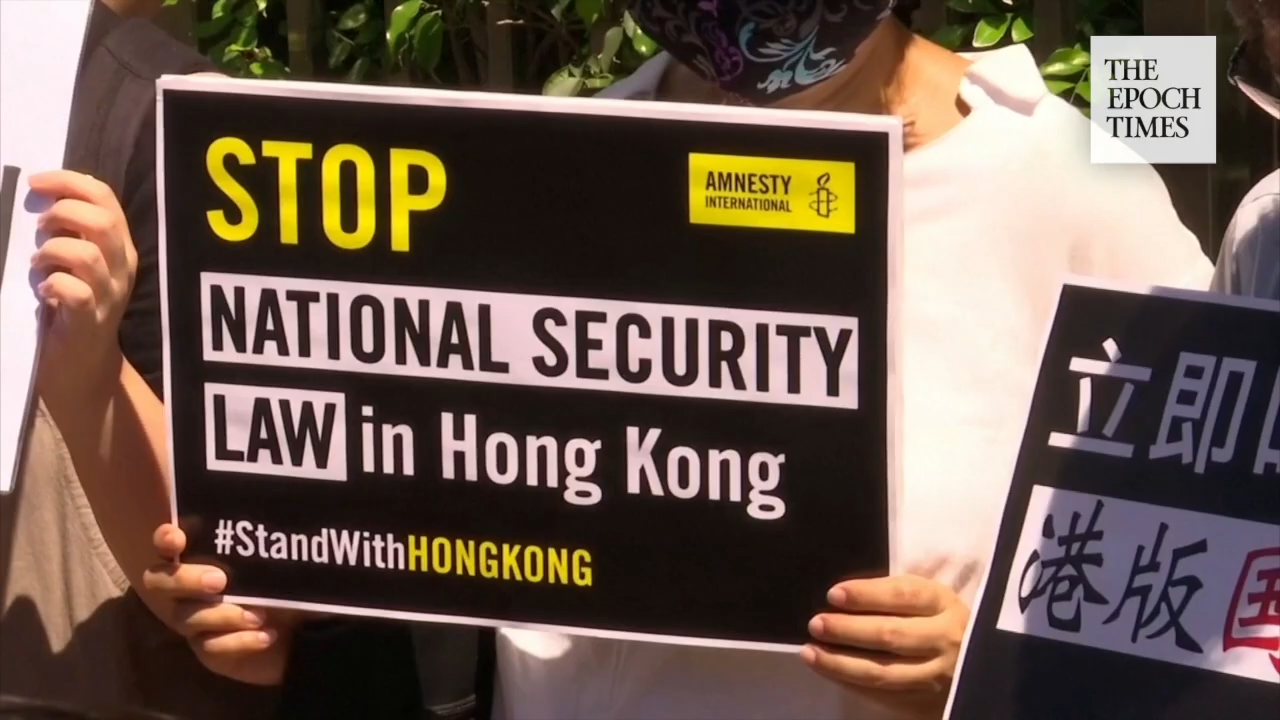 THE
EPOCH
TIMES
STOP
AMNESTY
INTERNATIONAL
NATIONAL SECURITY
LAW in Hong Kong
#StandWithHONGKONG
立即
港版